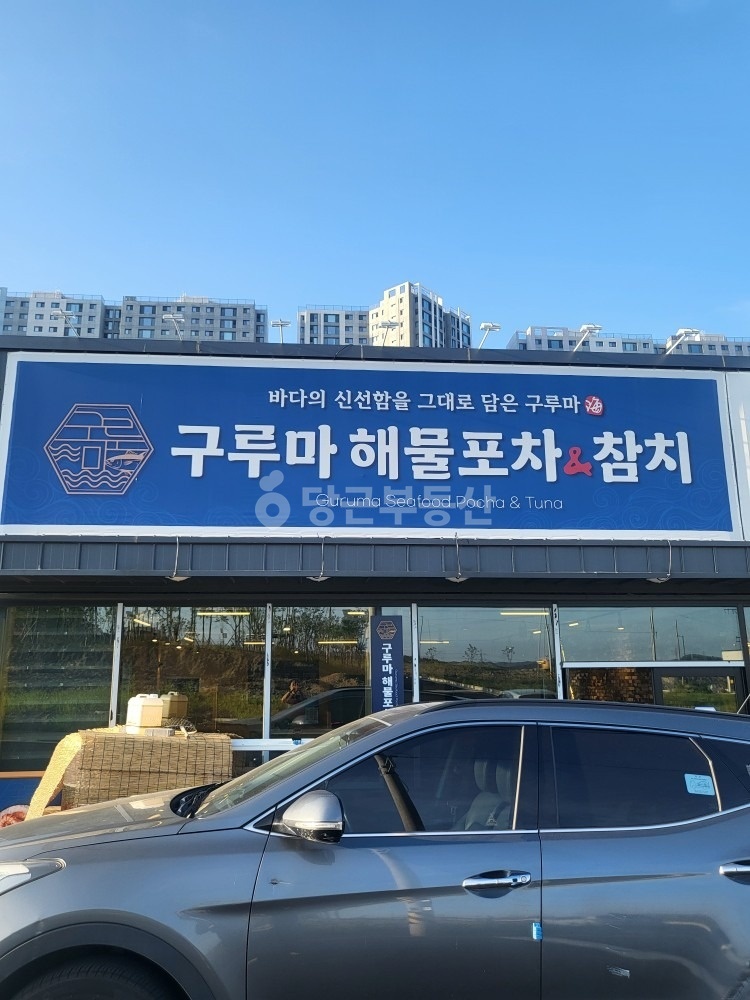 바다의 신선함을 그대로 담은 구루마 海
구루마 해물포차&참치
Guruma Seafood Pocha & Tuna
당근부동산
구루마 해물포